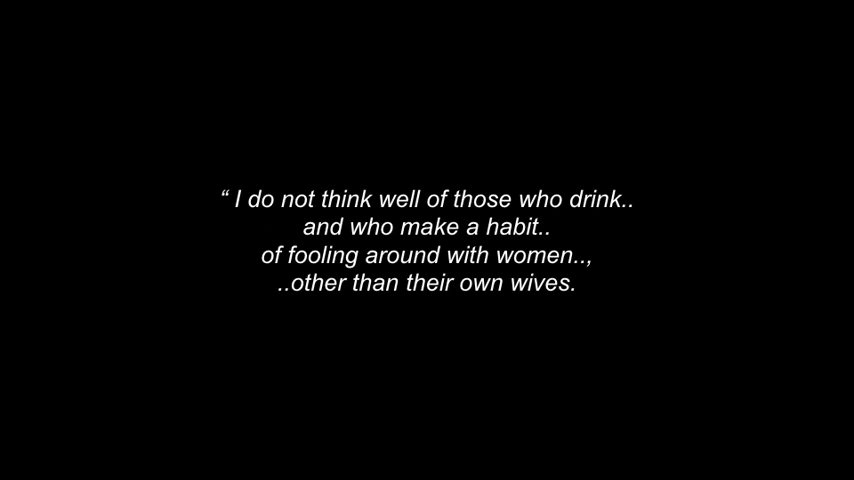 “ I do not think well of those who drink..
and who make a habit..
of fooling around with women..,
..other than their own wives.